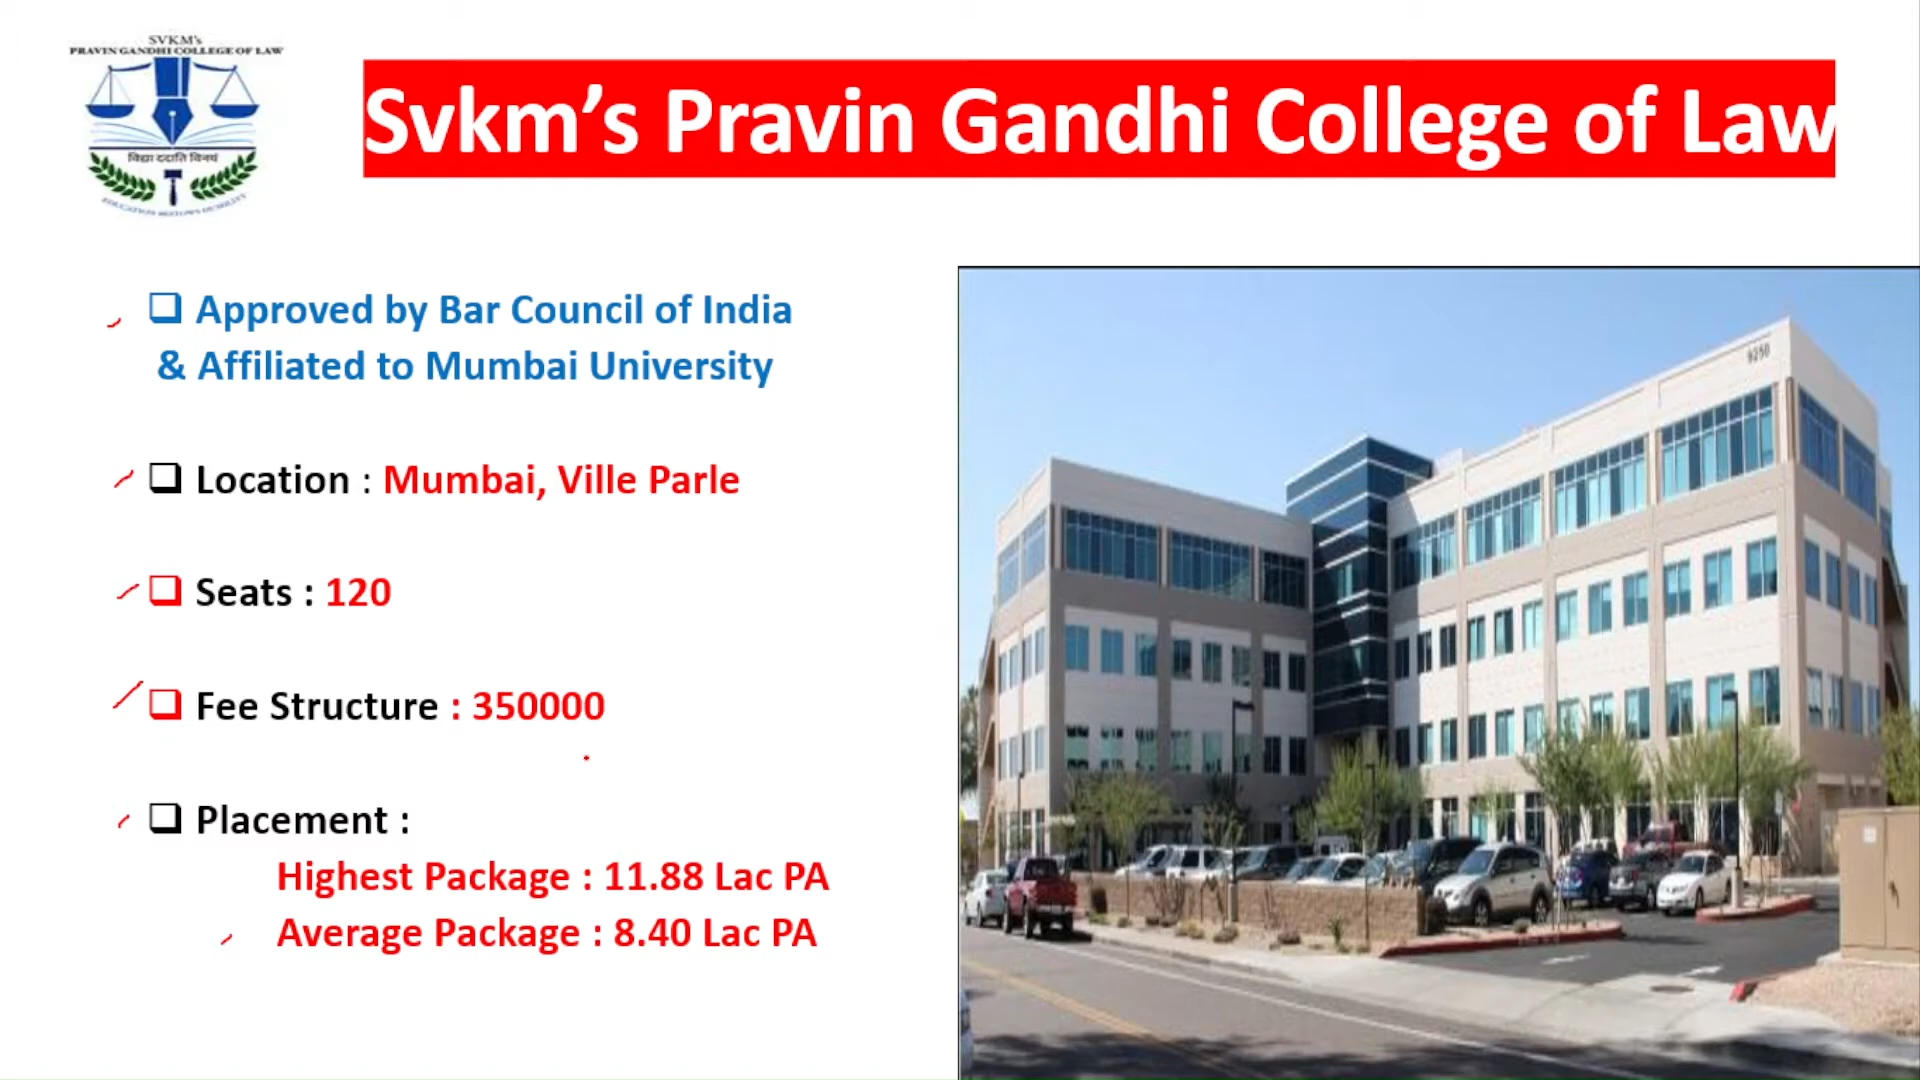 SVKM's
PRAVIN GANDHI COLLEGE OF LAW
विद्या ददाति विनयं
Svkm’s Pravin Gandhi College of Law
Approved by Bar Council of India
& Affiliated to Mumbai University
Location : Mumbai, Ville Parle
Seats : 120
Fee Structure : 350000
Placement :
Highest Package : 11.88 Lac PA
Average Package : 8.40 Lac PA